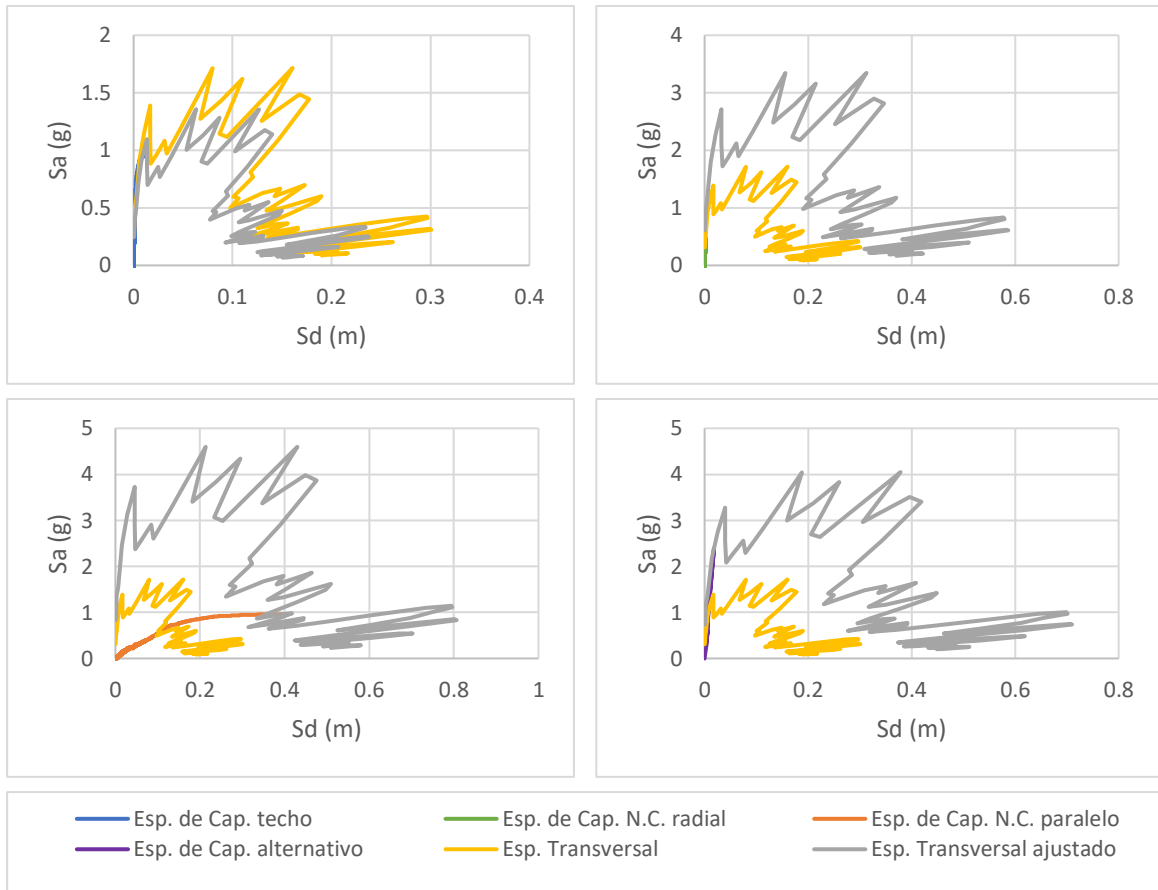 2
1.5
1
0.5
0
Sa (g)
0 0.1 0.2 0.3 0.4
Sd (m)
4
3
2
1
0
Sa (g)
0 0.2 0.4 0.6 0.8
Sd (m)
5
4
3
2
1
0
Sa (g)
0 0.2 0.4 0.6 0.8 1
Sd (m)
5
4
3
2
1
0
Sa (g)
0 0.2 0.4 0.6 0.8
Sd (m)
Esp. de Cap. techo Esp. de Cap. N.C. radial Esp. de Cap. N.C. paralelo
Esp. de Cap. alternativo Esp. Transversal Esp. Transversal ajustado